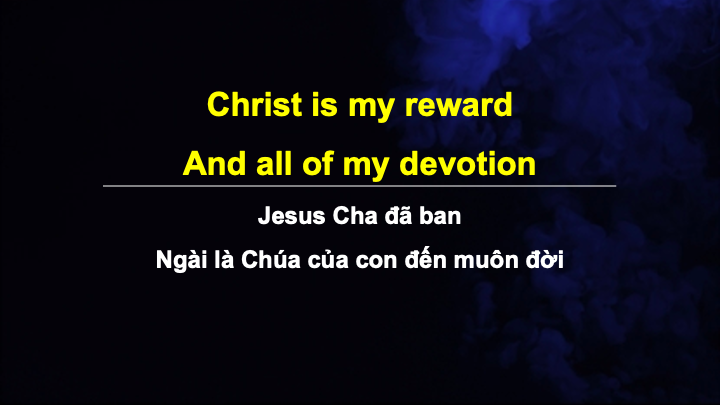 Christ is my reward
And all of my devotion
Jesus Cha đã ban
Ngài là Chúa của con đến muôn đời